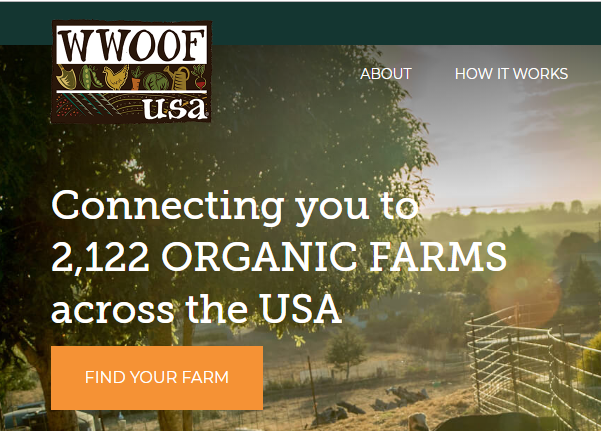 WWOOF
usa
ABOUT
HOW IT WORKS
Connecting you to
2,122 ORGANIC FARMS
across the USA
FIND YOUR FARM